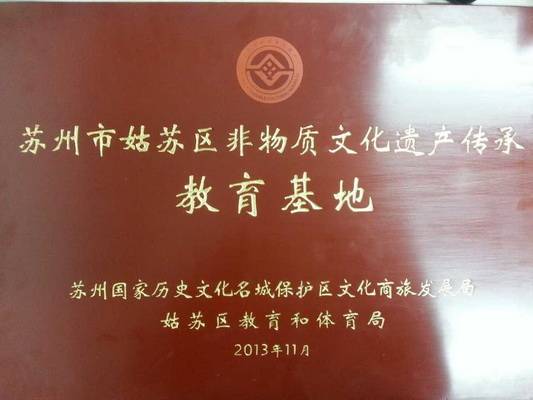 苏州市姑苏区非物质文化遗产传承
教育基地
苏州国家历史文化名城保护区文化商旅发展局
姑苏区教育和体育局
2013年11月